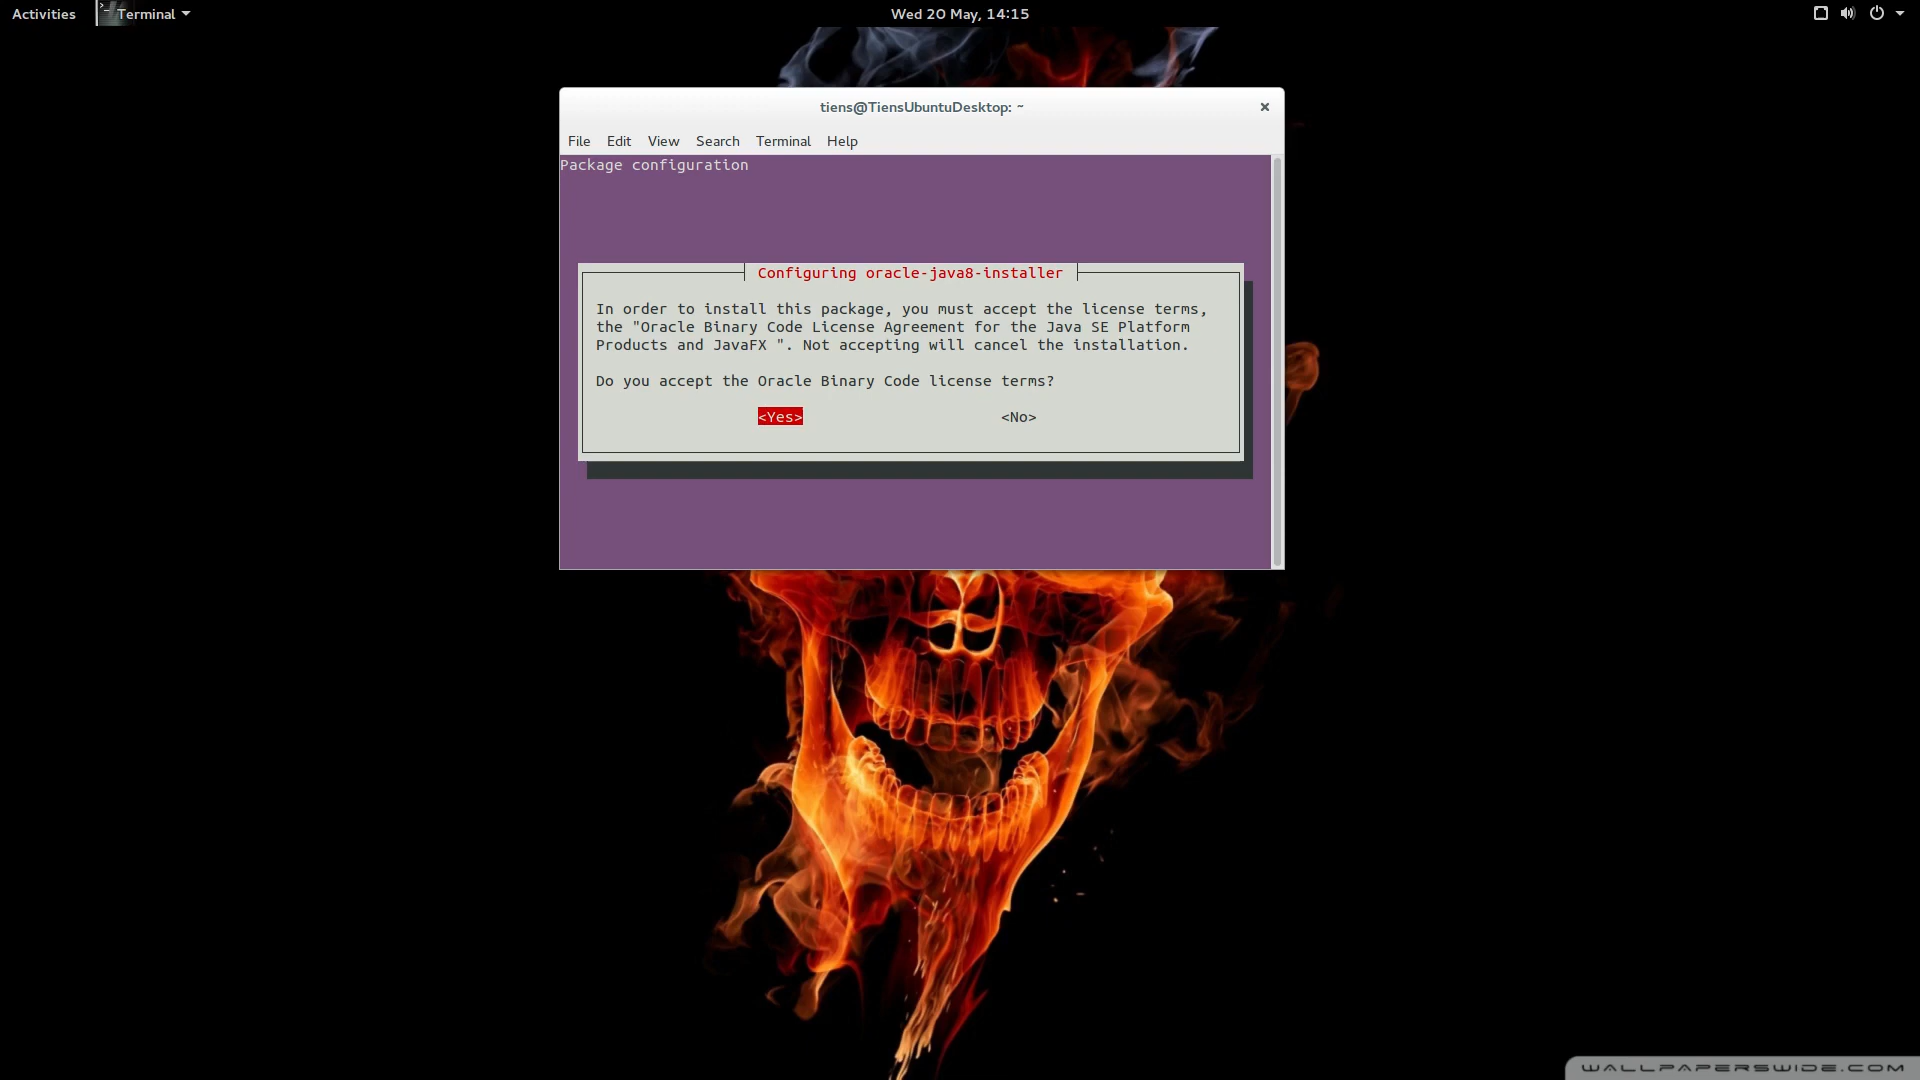 Activities Terminal Wed 20 May, 14:15
tiens@TiensUbuntuDesktop: ~
File Edit View Search Terminal Help
Package configuration
Configuring oracle-java8-installer
In order to install this package, you must accept the license terms,
the "Oracle Binary Code License Agreement for the Java SE Platform
Products and JavaFX ". Not accepting will cancel the installation.
Do you accept the Oracle Binary Code license terms?
<Yes> <No>
WALLPAPERSWIDE.COM